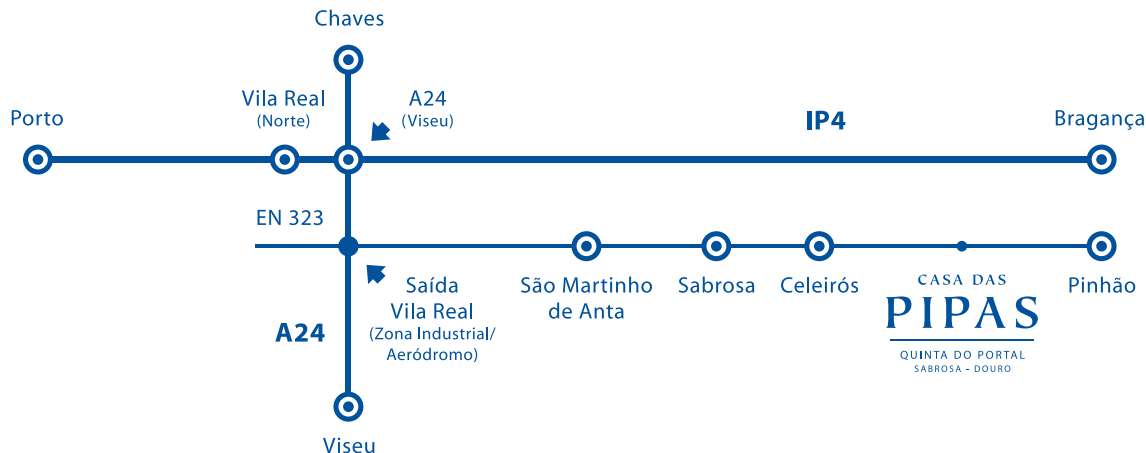 Chaves
Vila Real
(Norte)
A24
(Viseu)
Porto
IP4
Bragança
EN 323
Saída
Vila Real
(Zona Industrial/
Aeródromo)
A24
São Martinho
de Anta
Sabrosa
Celeirós
CASA DAS
PIPAS
QUINTA DO PORTAL
SABROSA - DOURO
Pinhão
Viseu